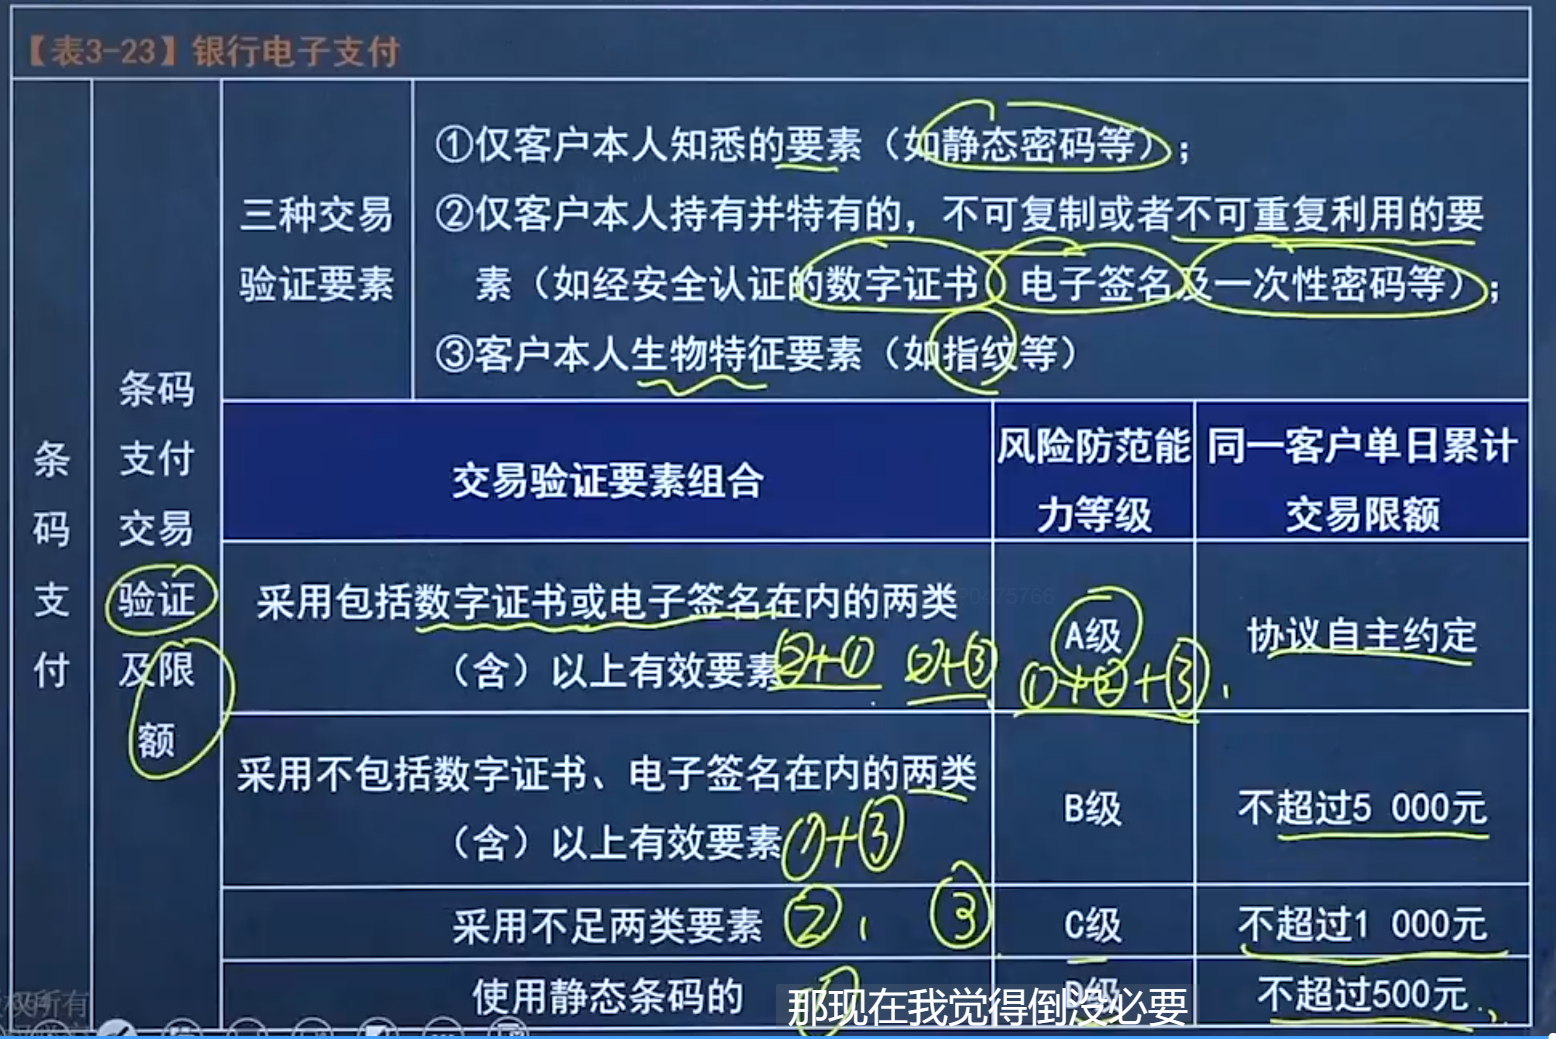 【表3-23】银行电子支付
条码支付
条码支付交易验证及限额
三种交易
验证要素
①仅客户本人知悉的要素（如静态密码等）；
②仅客户本人持有并特有的，不可复制或者不可重复利用的要
素（如经安全认证的数字证书、电子签名及一次性密码等）；
③客户本人生物特征要素（如指纹等）
交易验证要素组合
风险防范能
力等级
同一客户单日累计
交易限额
采用包括数字证书或电子签名在内的两类
（含）以上有效要素
②+① ②+③ ①+②+③
A级
协议自主约定
采用不包括数字证书、电子签名在内的两类
（含）以上有效要素 ①+③
B级
不超过5 000元
采用不足两类要素 ②、 ③
C级
不超过1 000元
使用静态条码的
D级
不超过500元
那现在我觉得倒没必要